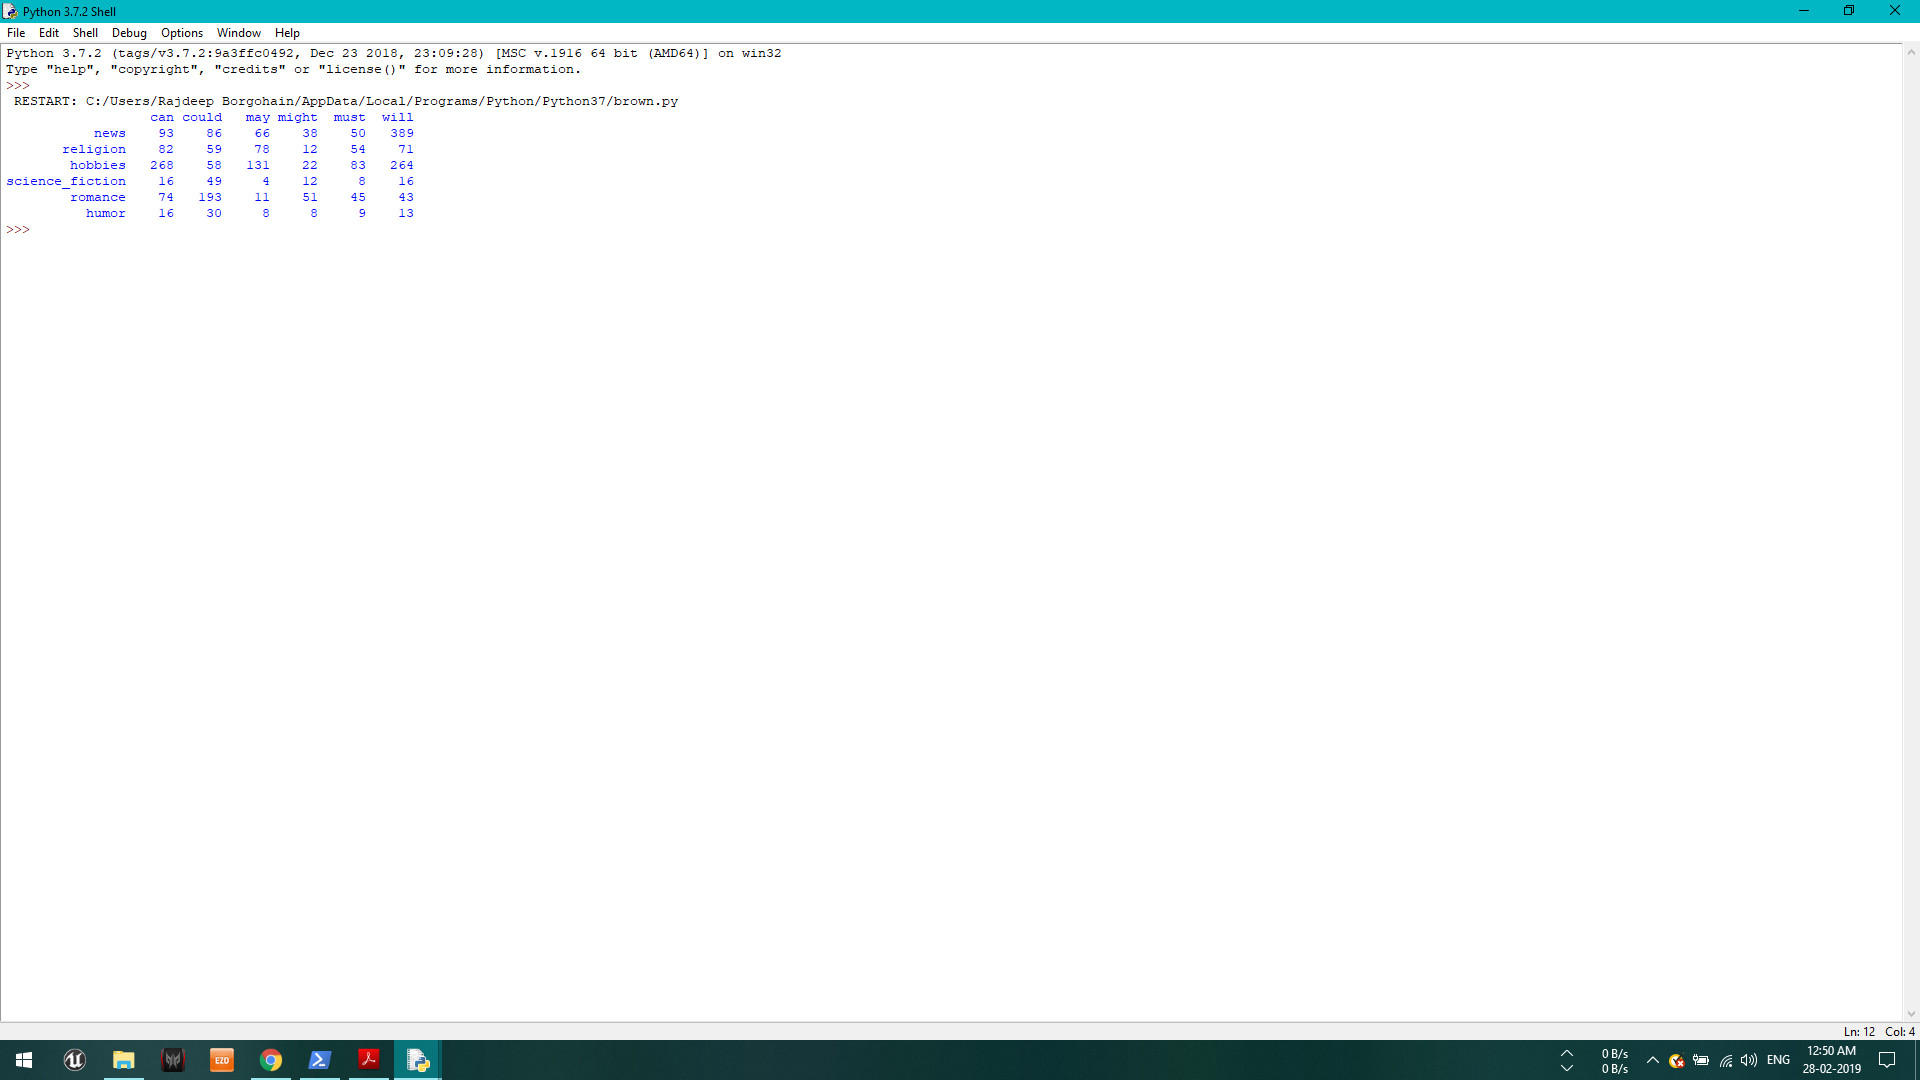 Python 3.7.2 Shell
File Edit Shell Debug Options Window Help
Python 3.7.2 (tags/v3.7.2:9a3ffc0492, Dec 23 2018, 23:09:28) [MSC v.1916 64 bit (AMD64)] on win32
Type "help", "copyright", "credits" or "license()" for more information.
>>>
 RESTART: C:/Users/Rajdeep Borgohain/AppData/Local/Programs/Python/Python37/brown.py
                  can could   may might  must  will
           news    93    86    66    38    50   389
       religion    82    59    78    12    54    71
        hobbies   268    58   131    22    83   264
science_fiction    16    49     4    12     8    16
        romance    74   193    11    51    45    43
          humor    16    30     8     8     9    13
>>>
Ln: 12 Col: 4
EZD
0 B/s
0 B/s
ENG
12:50 AM
28-02-2019